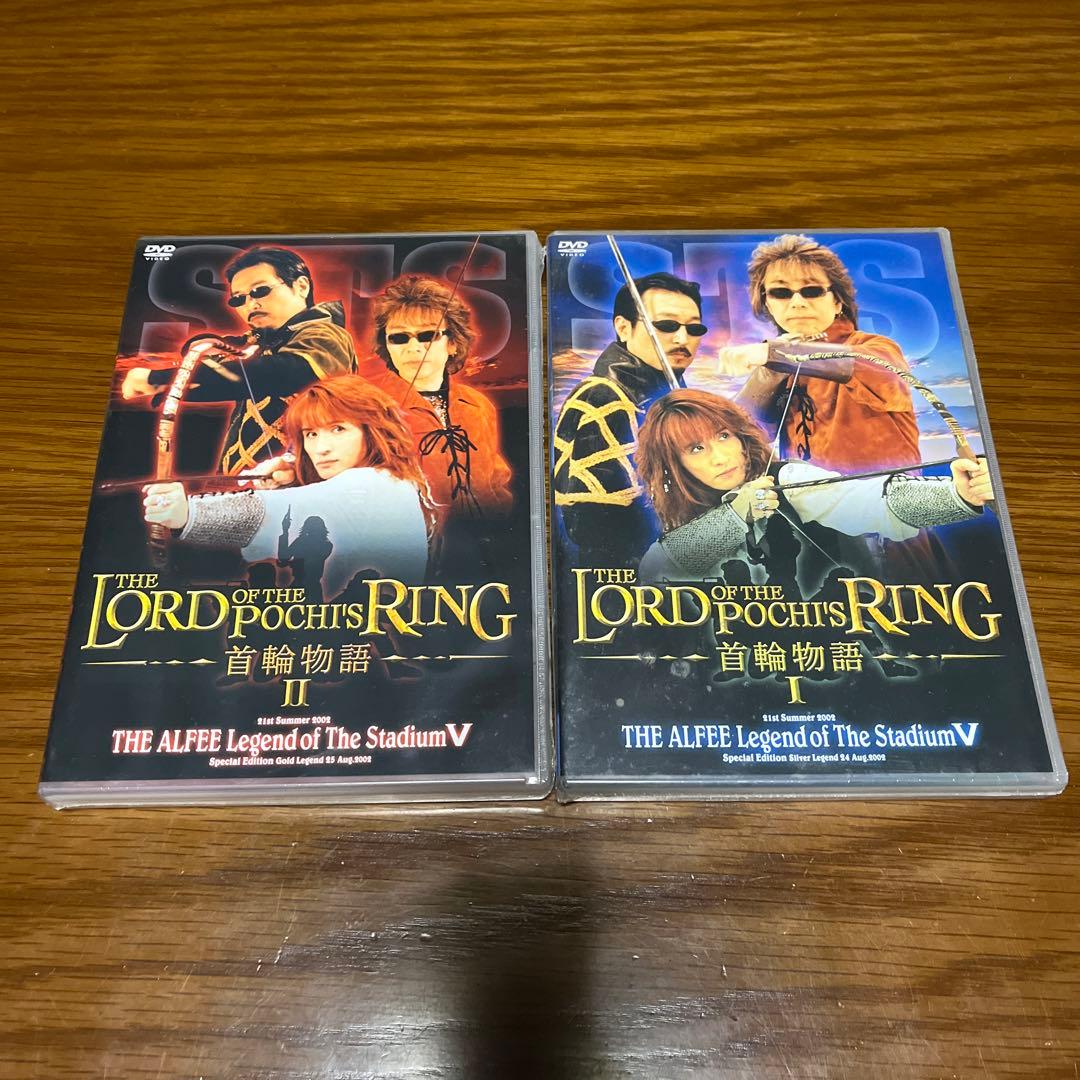 DVD
VIDEO
STS
THE
LORD OF THE POCHI'S RING
首輪物語
II
21st Summer 2002
THE ALFEE Legend of The Stadium V
Special Edition Gold Legend 25 Aug.2002
DVD
VIDEO
STS
THE
LORD OF THE POCHI'S RING
首輪物語
I
21st Summer 2002
THE ALFEE Legend of The Stadium V
Special Edition Silver Legend 24 Aug.2002